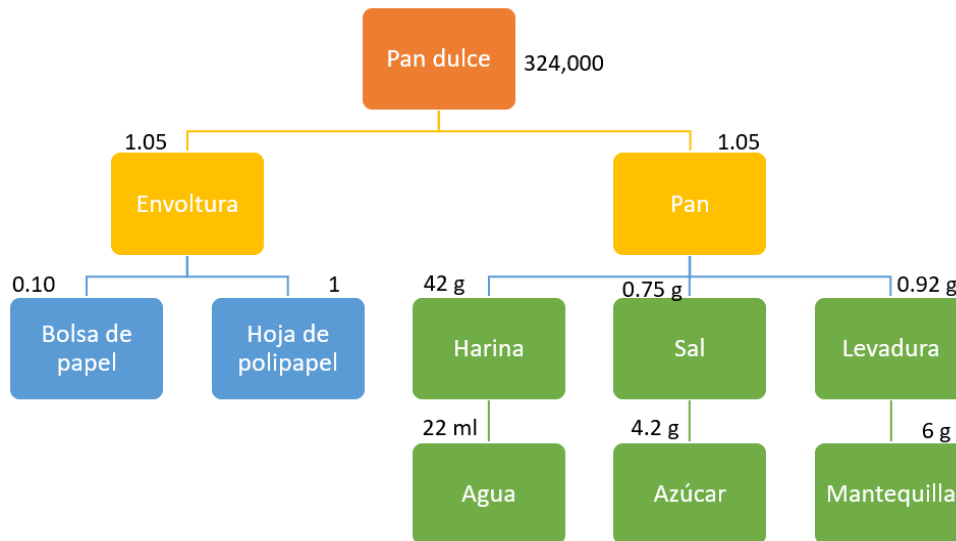 Pan dulce
324,000
1.05
1.05
Envoltura
Pan
0.10
1
42 g
0.75 g
0.92 g
Bolsa de
papel
Hoja de
polipapel
Harina
Sal
Levadura
22 ml
4.2 g
6 g
Agua
Azúcar
Mantequilla